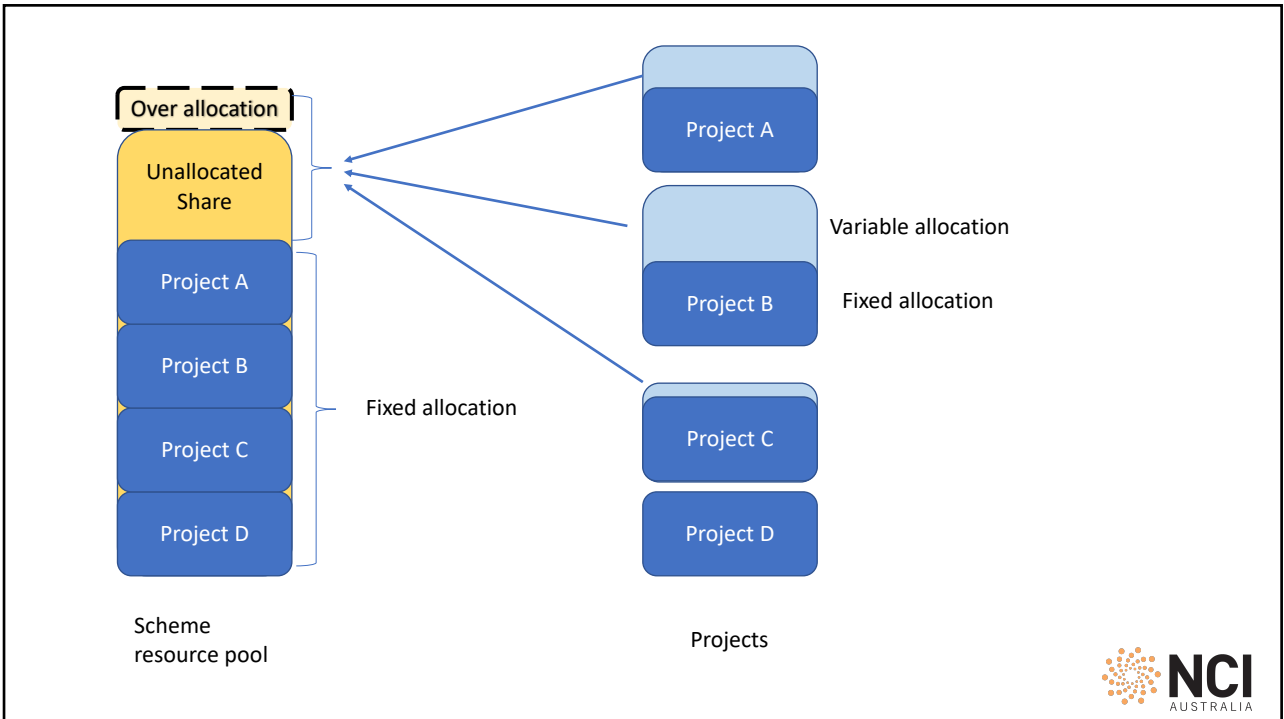 Over allocation
Unallocated
Share
Project A
Project B
Project C
Project D
Fixed allocation
Scheme
resource pool
Project A
Variable allocation
Project B
Fixed allocation
Project C
Project D
Projects
NCI
AUSTRALIA